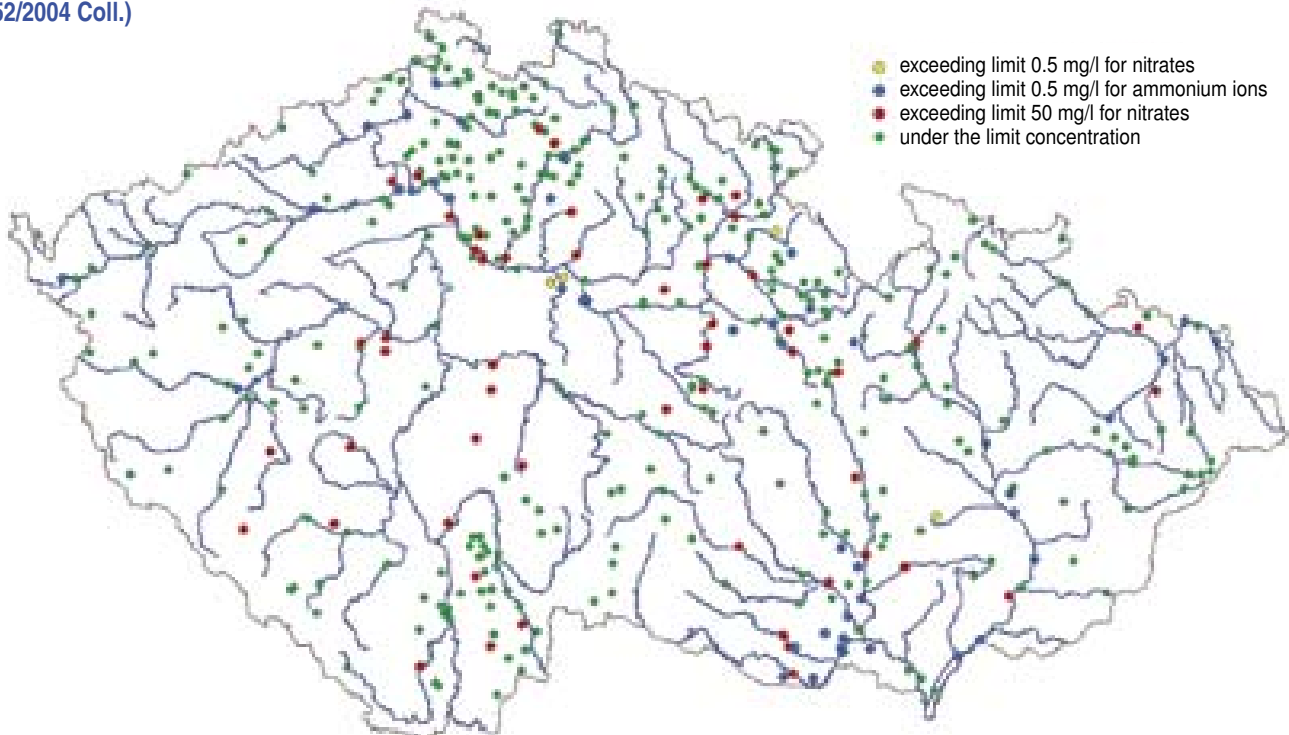 52/2004 Coll.)
exceeding limit 0.5 mg/l for nitrates
exceeding limit 0.5 mg/l for ammonium ions
exceeding limit 50 mg/l for nitrates
under the limit concentration